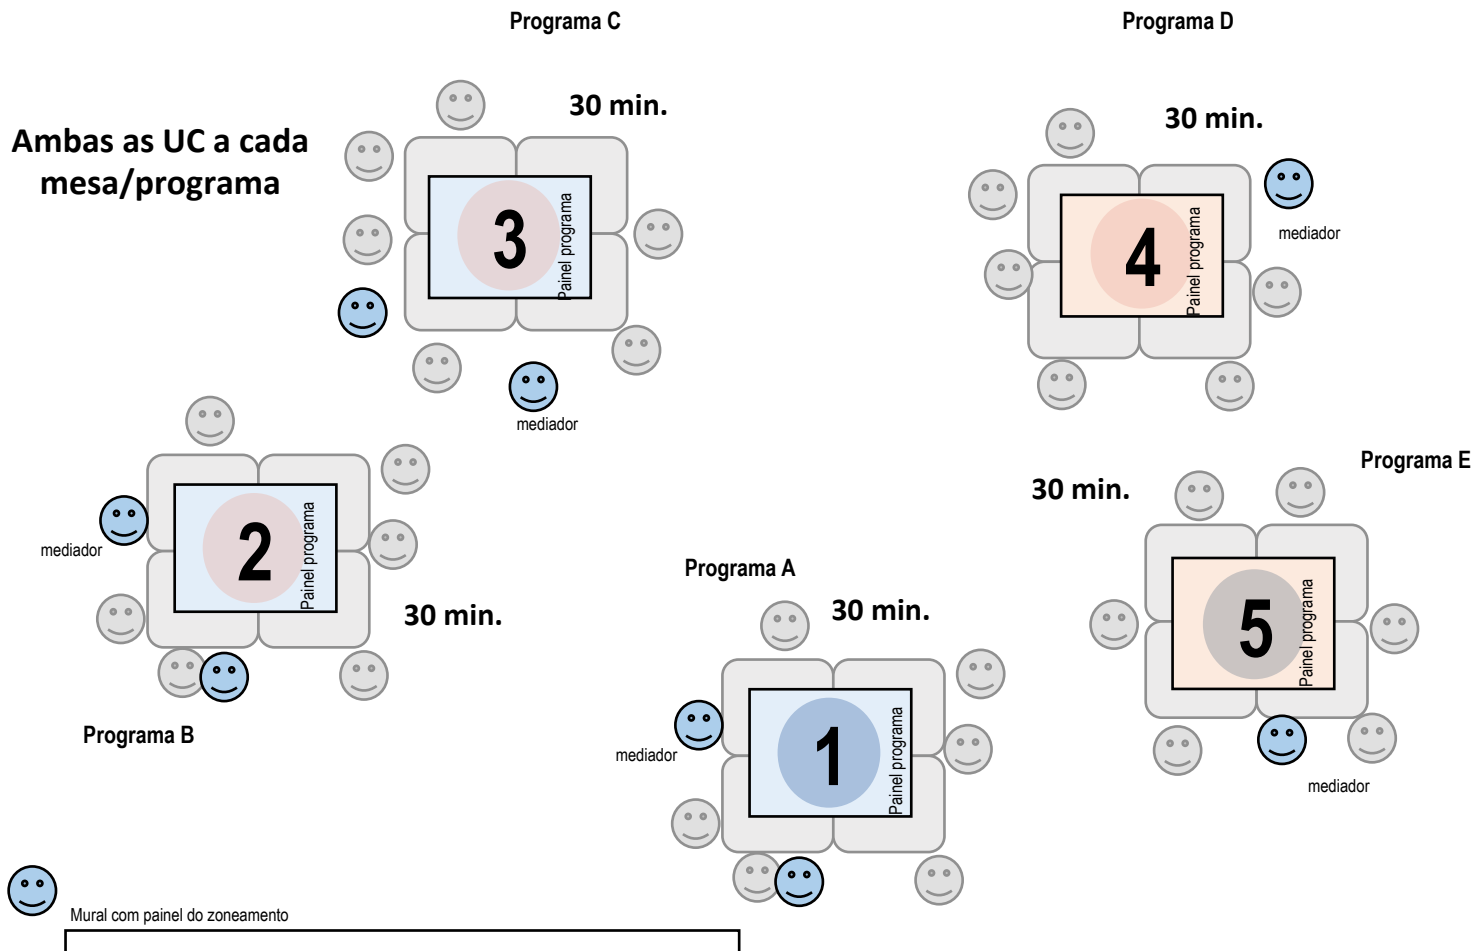 Programa C
Programa D
30 min.
30 min.
Ambas as UC a cada
mesa/programa
3
Painel programa
4
Painel programa
mediador
mediador
Programa E
30 min.
2
Painel programa
mediador
30 min.
Programa B
Programa A
30 min.
1
Painel programa
mediador
5
Painel programa
mediador
Mural com painel do zoneamento